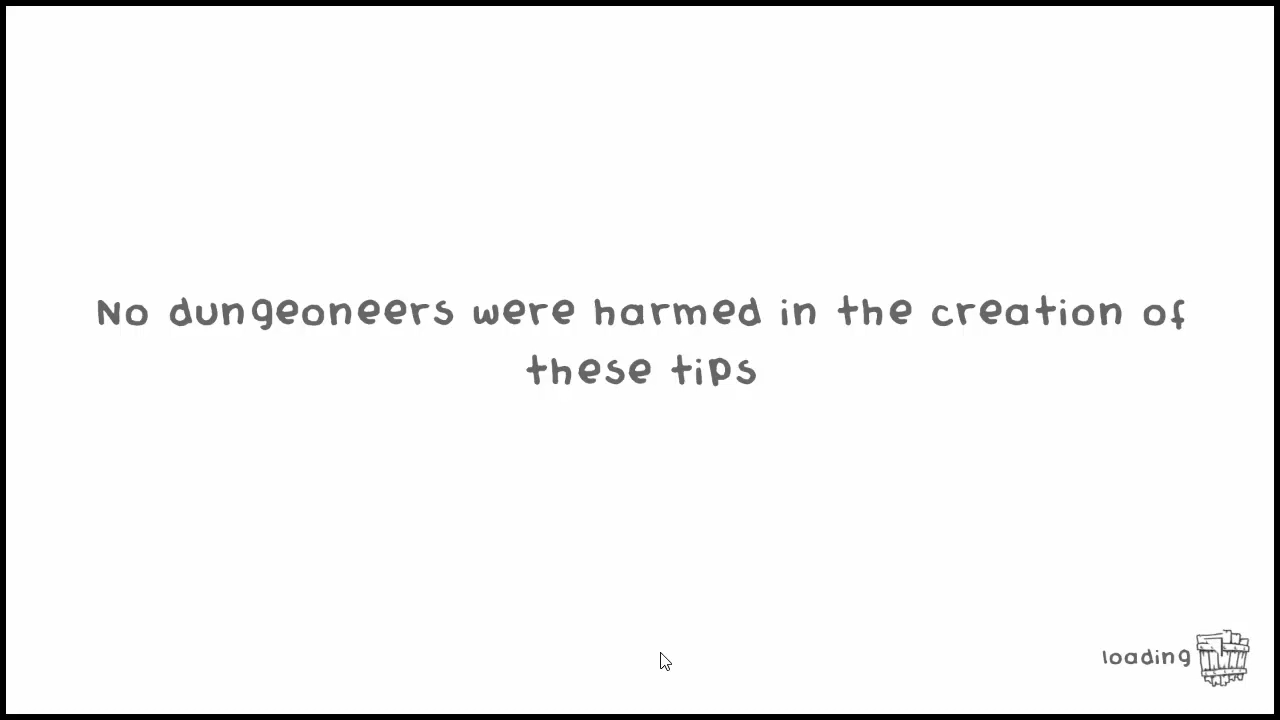 No dungeoneers were harmed in the creation of
these tips
loading